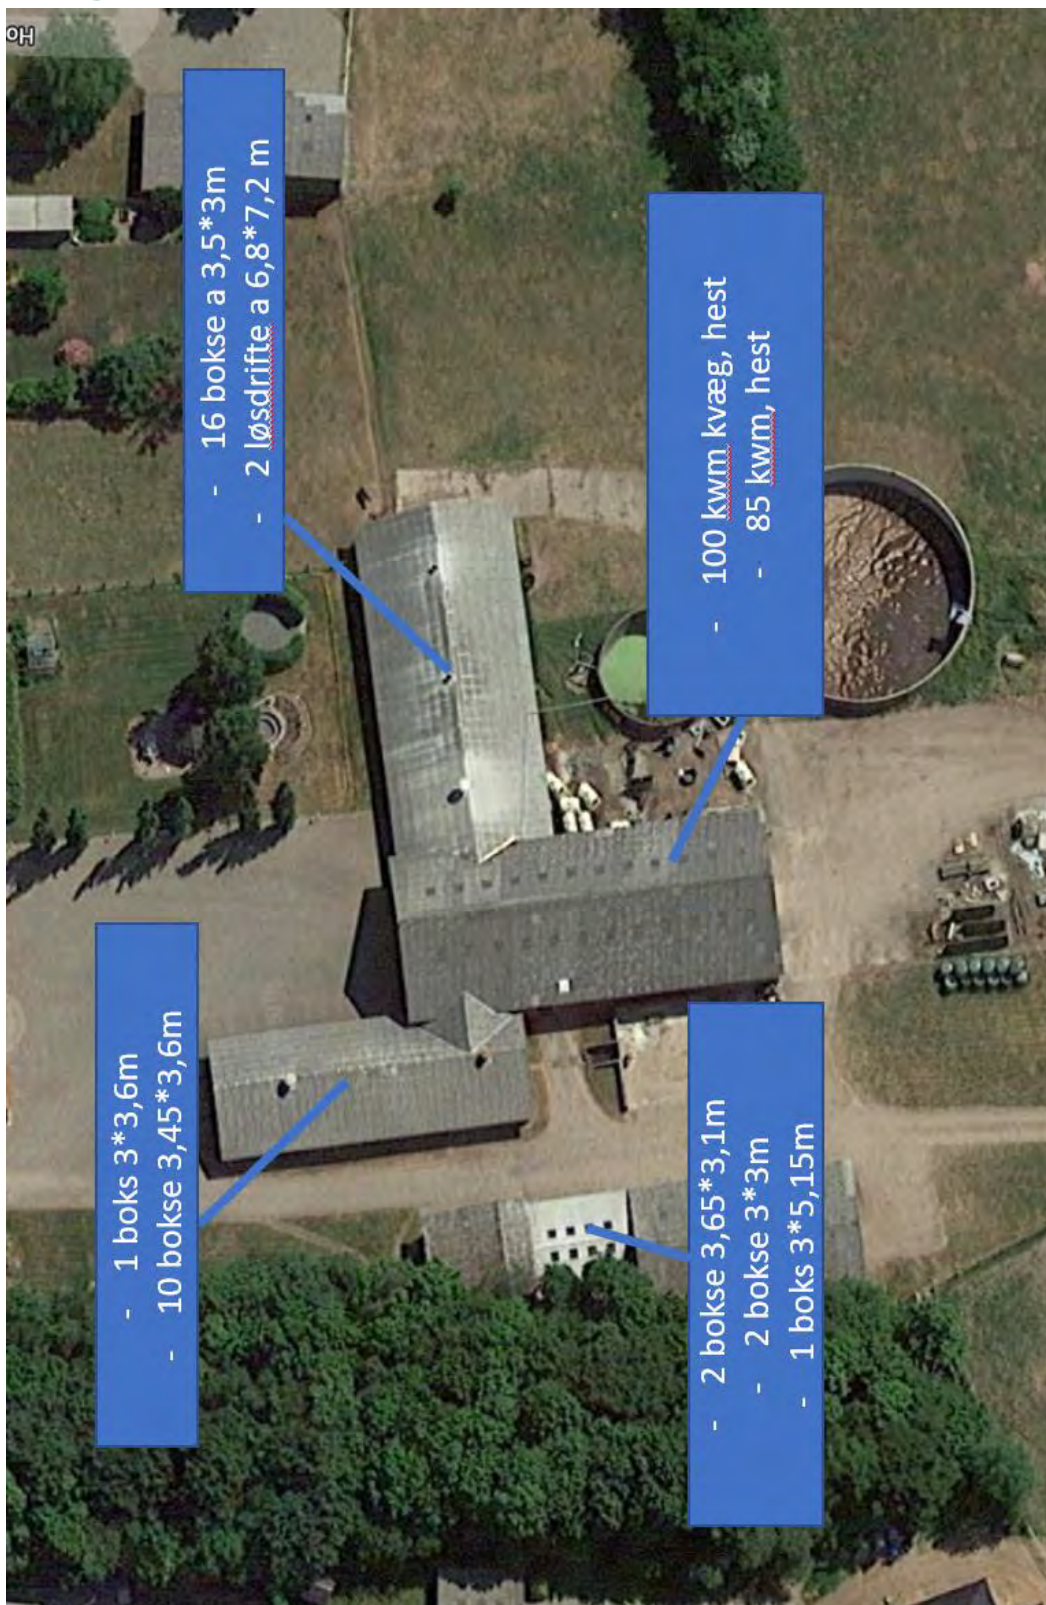 Ho
- 16 bokse a 3,5*3m
- 2 løsdrifte a 6,8*7,2 m
- 100 kwm kvæg, hest
- 85 kwm, hest
- 1 boks 3*3,6m
- 10 bokse 3,45*3,6m
- 2 bokse 3,65*3,1m
- 2 bokse 3*3m
- 1 boks 3*5,15m